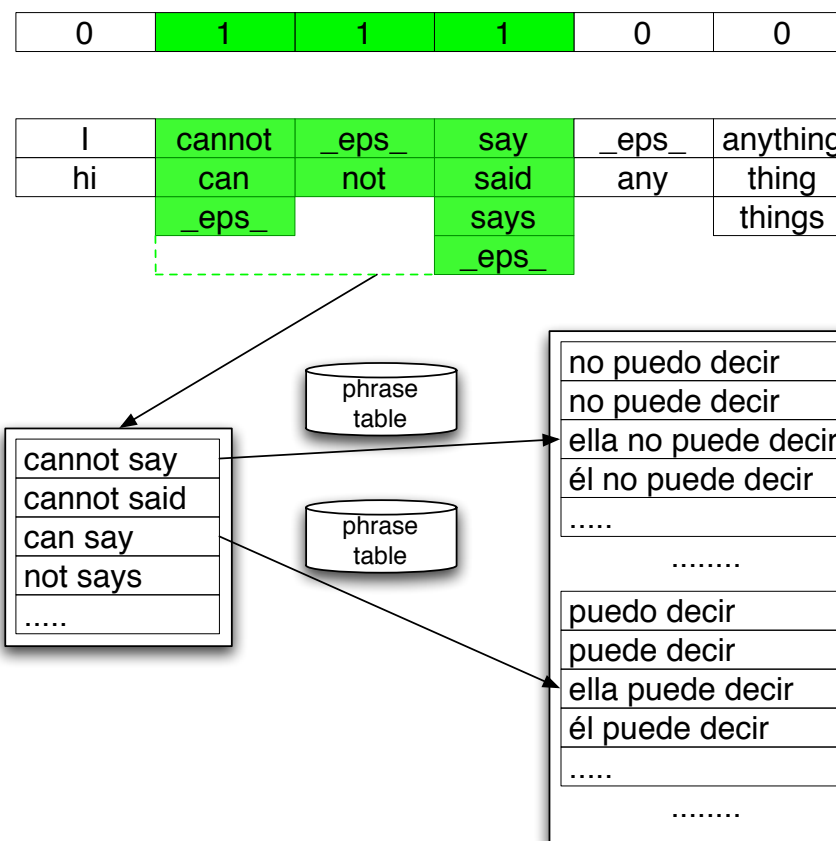 0 1 1 1 0 0
I cannot _eps_ say _eps_ anything
hi can not said any thing
_eps_ says things
_eps_
phrase
table
no puedo decir
no puede decir
ella no puede decir
él no puede decir
.....
........
cannot say
cannot said
can say
not says
.....
phrase
table
puedo decir
puede decir
ella puede decir
él puede decir
.....
........